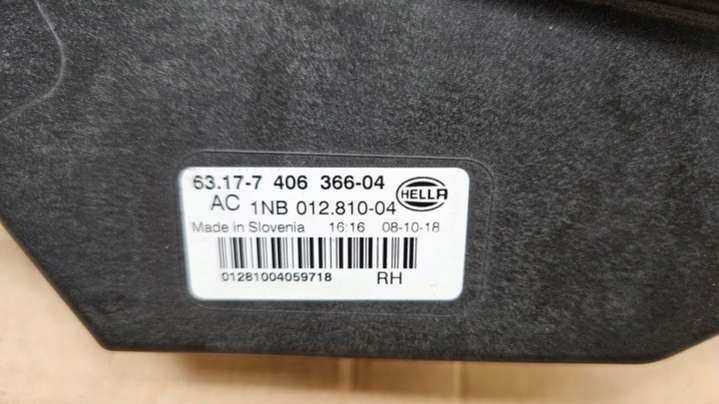 63.17-7 406 366-04
HELLA
AC 1NB 012.810-04
Made in Slovenia 16:16 08-10-18
01281004059718 RH